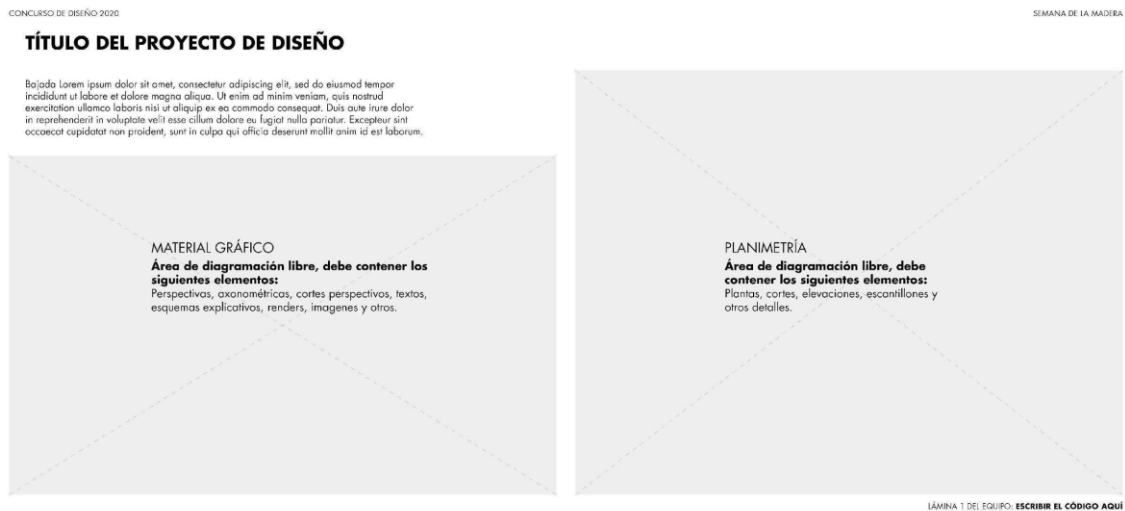 CONCURSO DE DISEÑO 2020
SEMANA DE LA MADERA
TÍTULO DEL PROYECTO DE DISEÑO
Bajada Lorem ipsum dolor sit amet, consectetur adipiscing elit, sed do eiusmod tempor
incididunt ut labore et dolore magna aliqua. Ut enim ad minim veniam, quis nostrud
exercitation ullamco laboris nisi ut aliquip ex ea commodo consequat. Duis aute irure dolor
in reprehenderit in voluptate velit esse cillum dolore eu fugiat nulla pariatur. Excepteur sint
occaecat cupidatat non proident, sunt in culpa qui officia deserunt mollit anim id est laborum.
MATERIAL GRÁFICO
Área de diagramación libre, debe contener los
siguientes elementos:
Perspectivas, axonométricas, cortes perspectivos, textos,
esquemas explicativos, renders, imagenes y otros.
PLANIMETRÍA
Área de diagramación libre, debe
contener los siguientes elementos:
Plantas, cortes, elevaciones, escantillones y
otros detalles.
LÁMINA 1 DEL EQUIPO: ESCRIBIR EL CÓDIGO AQUÍ